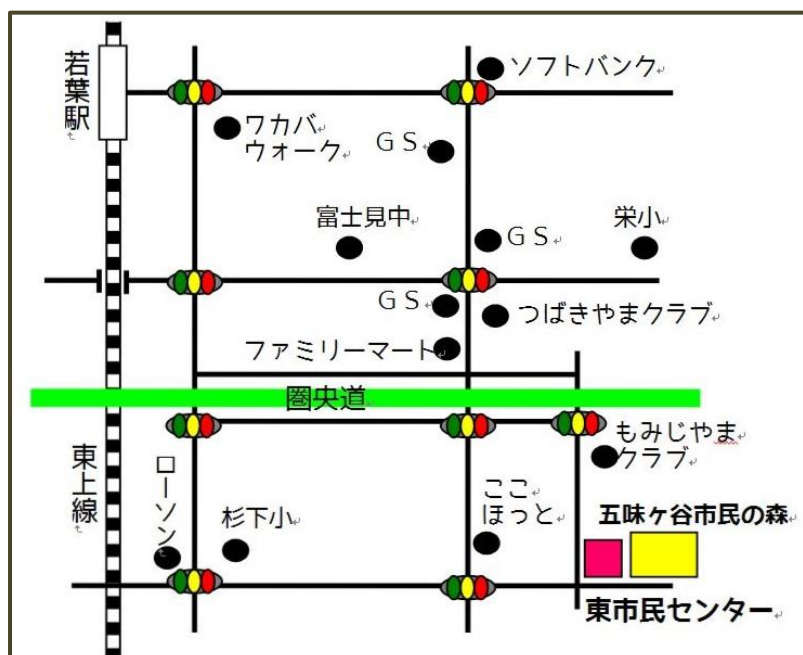 若葉駅
ソフトバンク
ワカバ
ウォーク
ＧＳ
富士見中
ＧＳ
栄小
ＧＳ
つばきやまクラブ
ファミリーマート
圏央道
東上線
ローソン
杉下小
ここ
ほっと
もみじやま
クラブ
五味ヶ谷市民の森
東市民センター